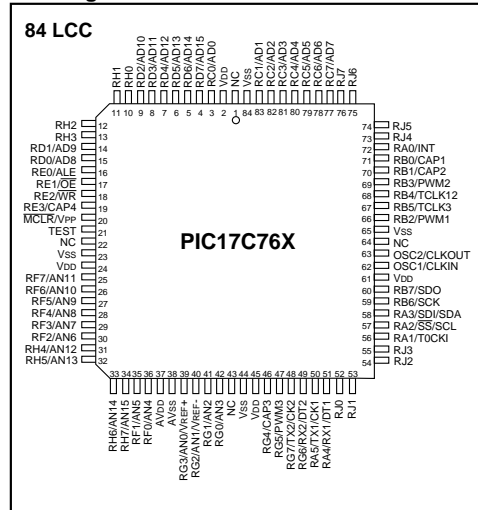 84 LCC
RH1
RH0
RD2/AD10
RD3/AD11
RD4/AD12
RD5/AD13
RD6/AD14
RD7/AD15
RC0/AD0
VDD
NC
VSS
RC1/AD1
RC2/AD2
RC3/AD3
RC4/AD4
RC5/AD5
RC6/AD6
RC7/AD7
RJ7
RJ6
11 10 9 8 7 6 5 4 3 2 1 84 83 82 81 80 79 78 77 76 75
RH2 12
RH3 13
RD1/AD9 14
RD0/AD8 15
RE0/ALE 16
RE1/OE 17
RE2/WR 18
RE3/CAP4 19
MCLR/VPP 20
TEST 21
NC 22
VSS 23
VDD 24
RF7/AN11 25
RF6/AN10 26
RF5/AN9 27
RF4/AN8 28
RF3/AN7 29
RF2/AN6 30
RH4/AN12 31
RH5/AN13 32
PIC17C76X
74 RJ5
73 RJ4
72 RA0/INT
71 RB0/CAP1
70 RB1/CAP2
69 RB3/PWM2
68 RB4/TCLK12
67 RB5/TCLK3
66 RB2/PWM1
65 VSS
64 NC
63 OSC2/CLKOUT
62 OSC1/CLKIN
61 VDD
60 RB7/SDO
59 RB6/SCK
58 RA3/SDI/SDA
57 RA2/SS/SCL
56 RA1/T0CKI
55 RJ3
54 RJ2
33 34 35 36 37 38 39 40 41 42 43 44 45 46 47 48 49 50 51 52 53
RH6/AN14
RH7/AN15
RF1/AN5
RF0/AN4
AVDD
AVSS
RG3/AN0/VREF+
RG2/AN1/VREF-
RG1/AN2
RG0/AN3
NC
VSS
VDD
RG4/CAP3
RG5/PWM3
RG7/TX2/CK2
RG6/RX2/DT2
RA5/TX1/CK1
RA4/RX1/DT1
RJ0
RJ1